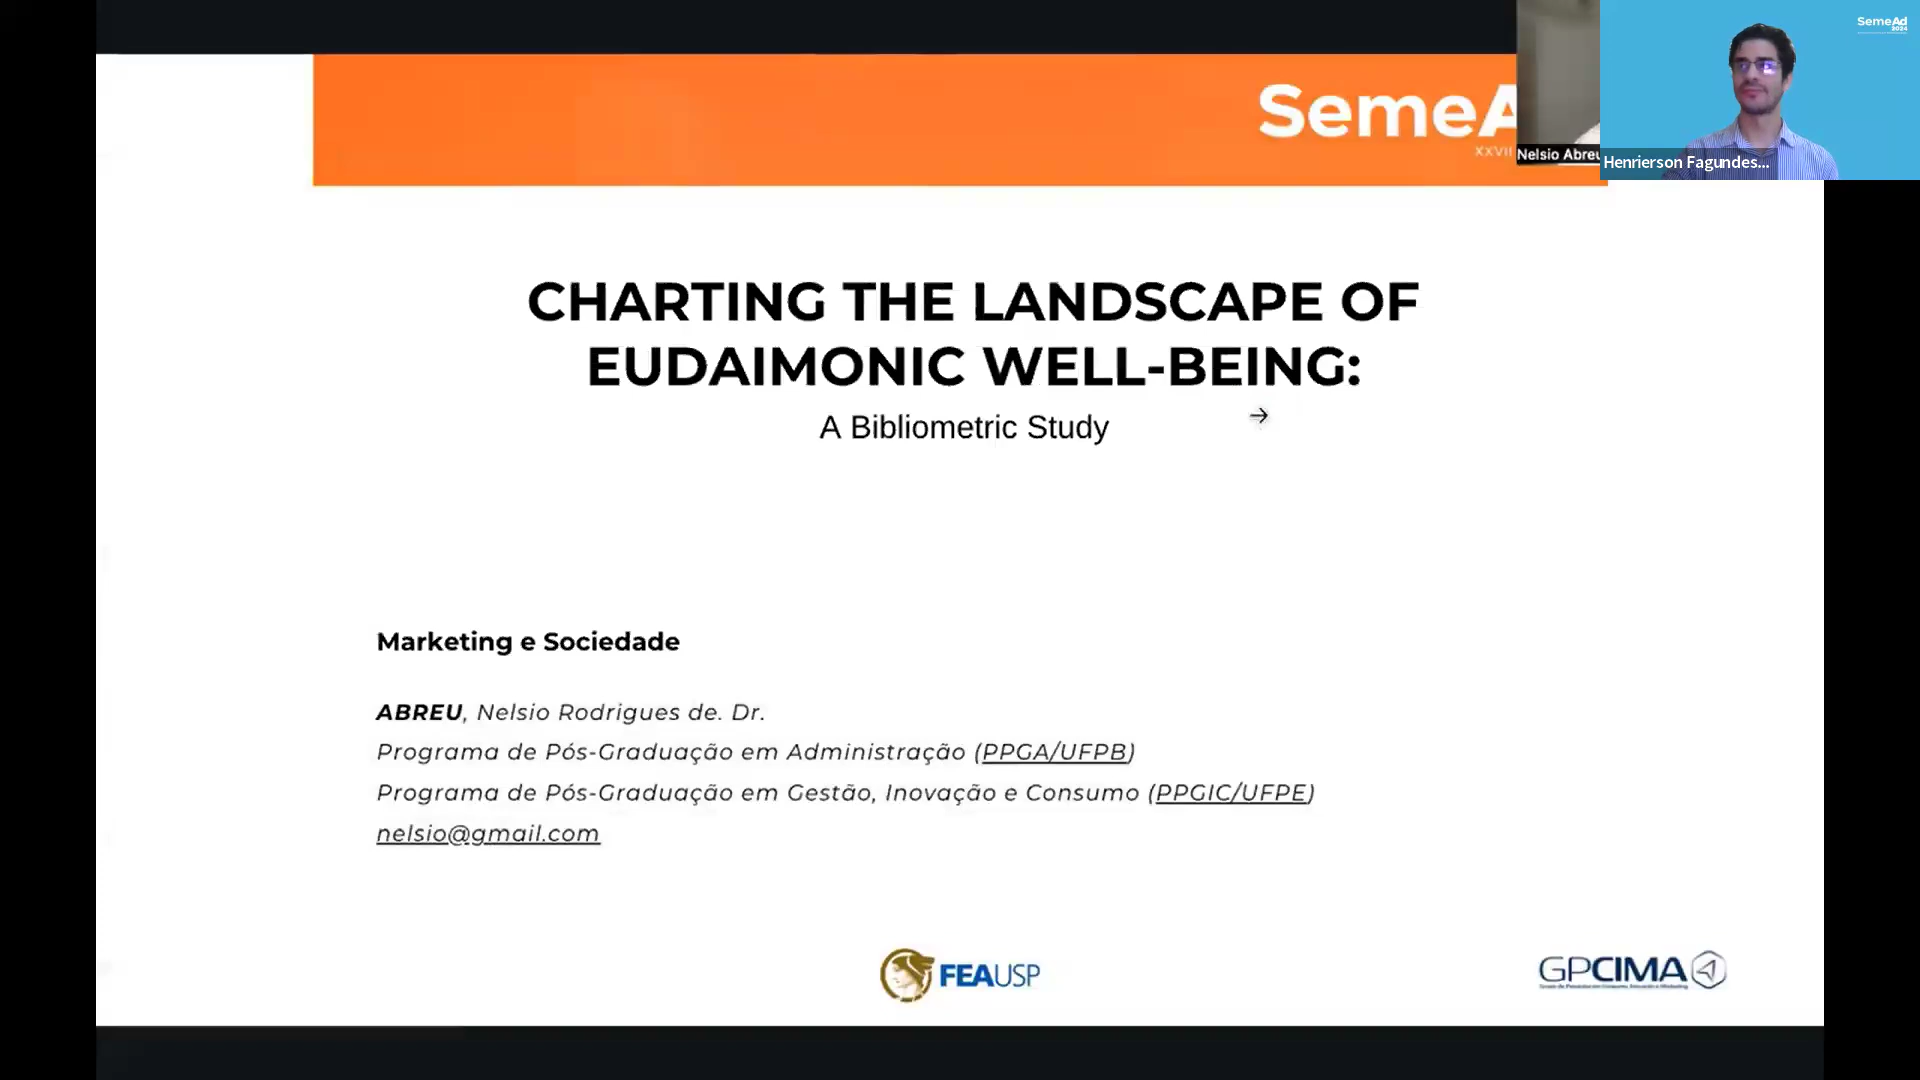 SemeAd
2024
SemeA
XXVII
Nelsio Abreu
Henrierson Fagundes...
CHARTING THE LANDSCAPE OF
EUDAIMONIC WELL-BEING:
A Bibliometric Study
Marketing e Sociedade
ABREU, Nelsio Rodrigues de. Dr.
Programa de Pós-Graduação em Administração (PPGA/UFPB)
Programa de Pós-Graduação em Gestão, Inovação e Consumo (PPGIC/UFPE)
nelsio@gmail.com
FEAUSP
GPCIMA